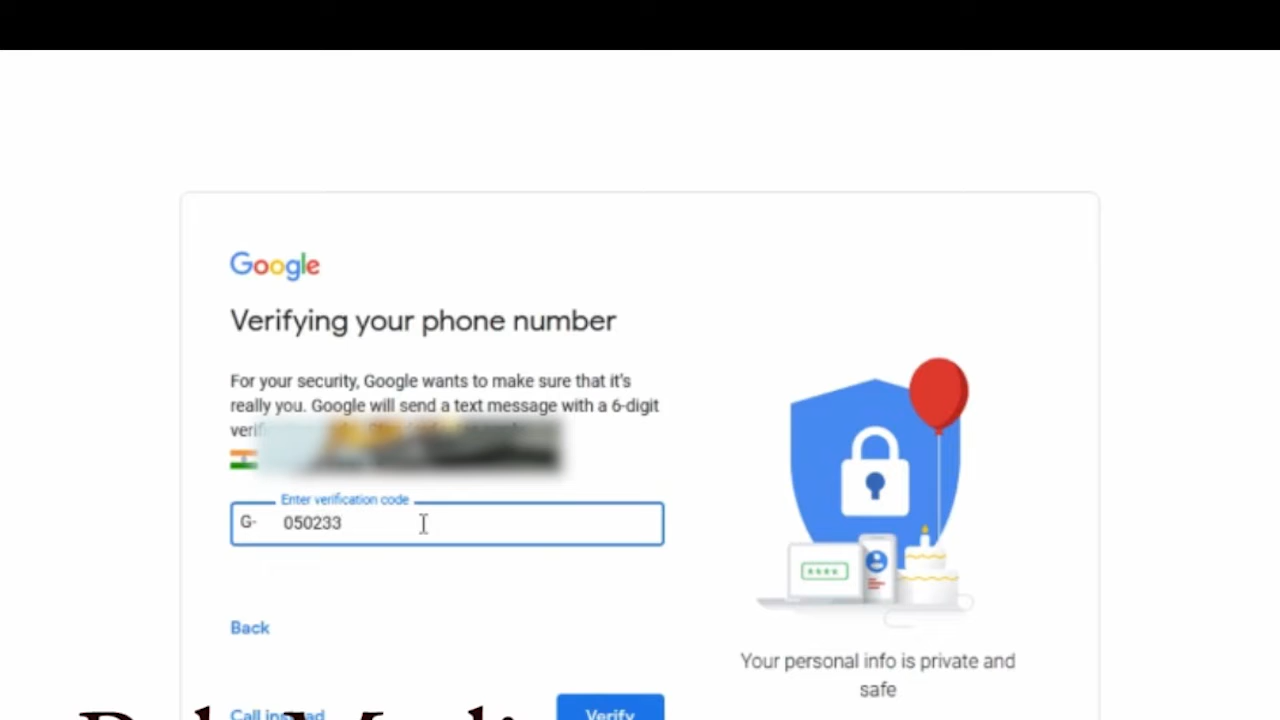 Google
Verifying your phone number
For your security, Google wants to make sure that it's
really you. Google will send a text message with a 6-digit
Enter verification code
G- 050233
Back
Call instead
Verify
Your personal info is private and
safe